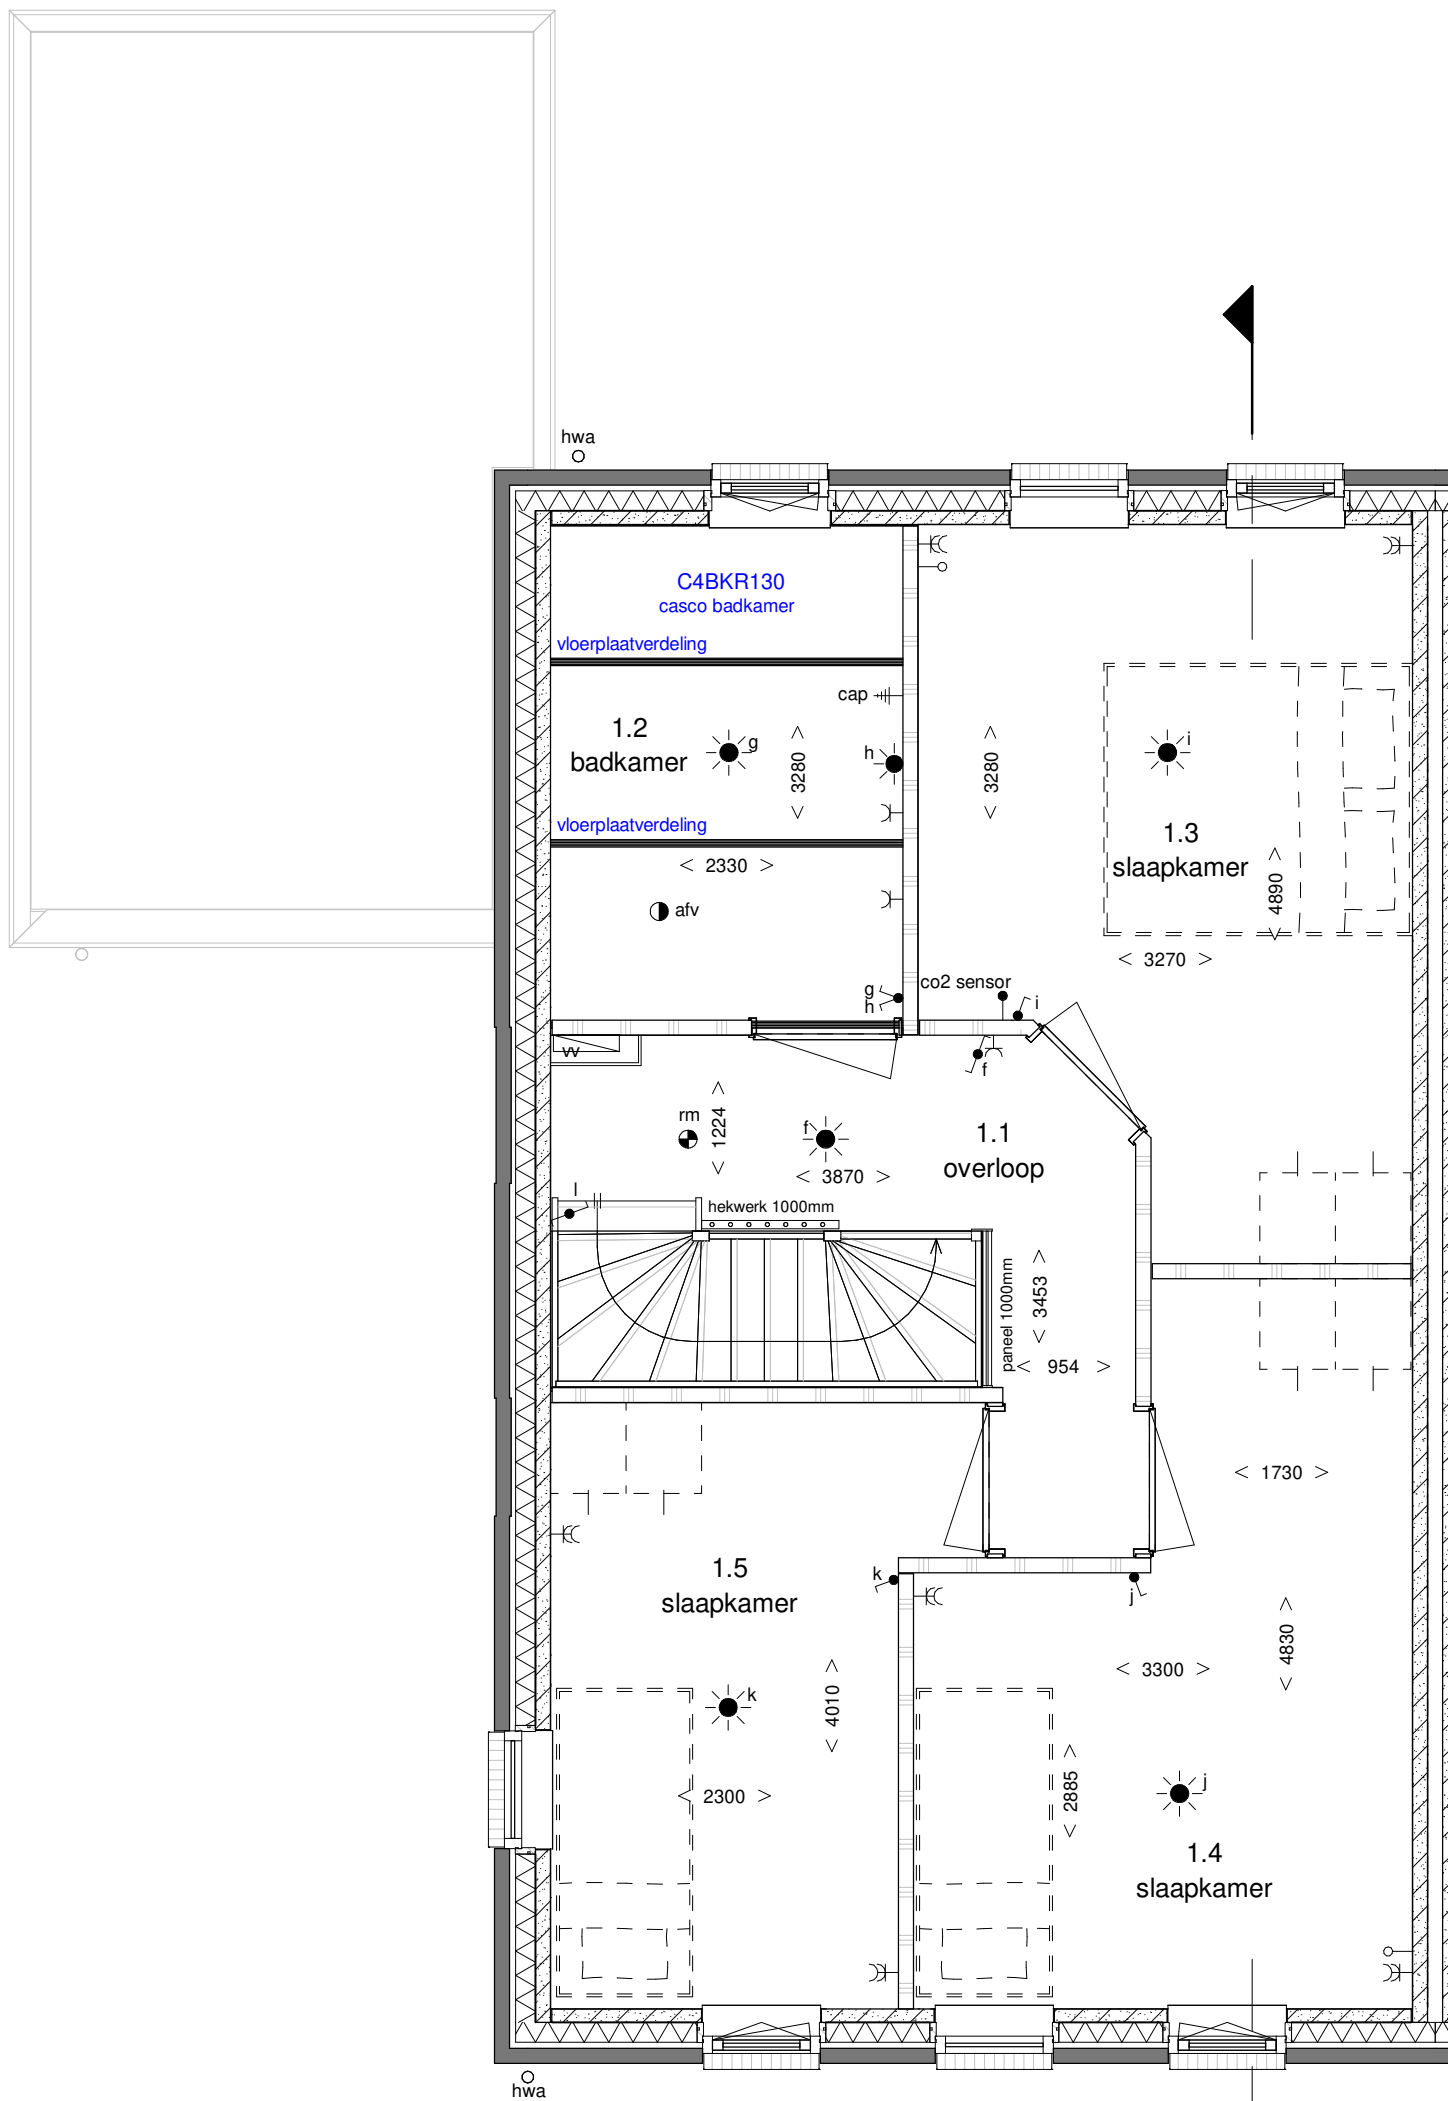 hwa
C4BKR130
casco badkamer
vloerplaatverdeling
cap
1.2
badkamer
g
h
< 3280 >
< 3280 >
i
1.3
slaapkamer
vloerplaatverdeling
< 2330 >
< 4890 >
afv
< 3270 >
g
h
co2 sensor
i
vv
f
rm
< 1224 >
f
1.1
overloop
< 3870 >
l
hekwerk 1000mm
paneel 1000mm
< 3453 >
< 954 >
< 1730 >
1.5
slaapkamer
k
j
< 4830 >
< 3300 >
k
< 4010 >
< 2300 >
< 2885 >
j
1.4
slaapkamer
hwa